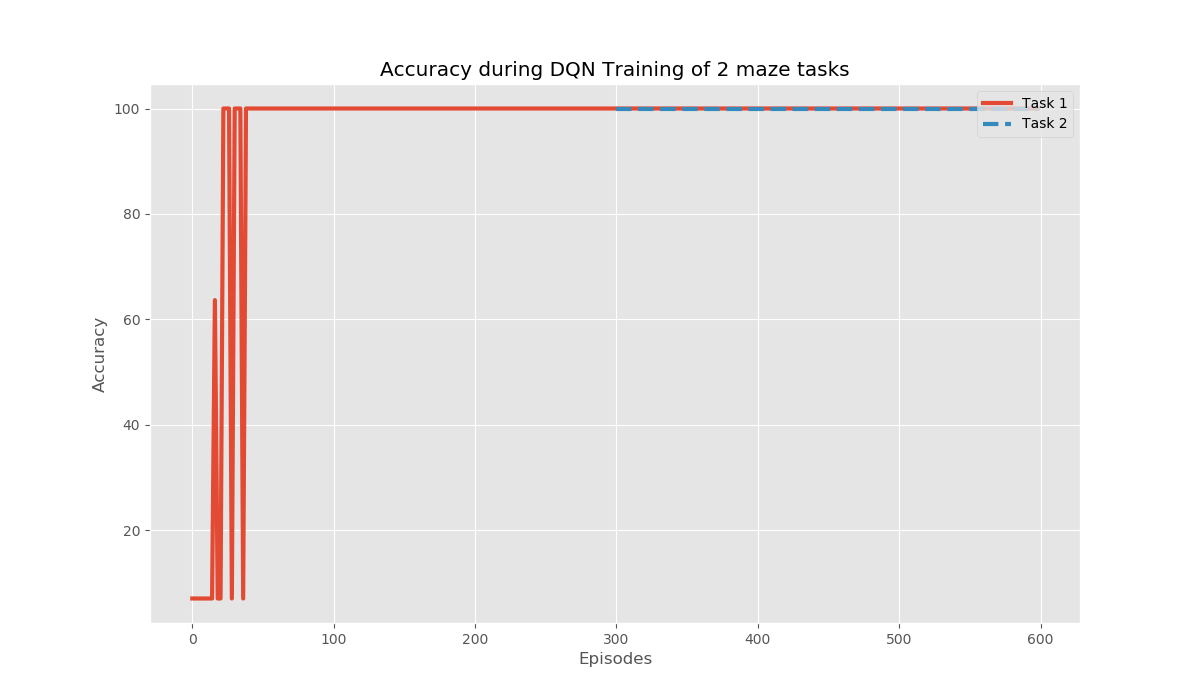 Accuracy during DQN Training of 2 maze tasks
100
80
60
40
20
Accuracy
Task 1
Task 2
0 100 200 300 400 500 600
Episodes